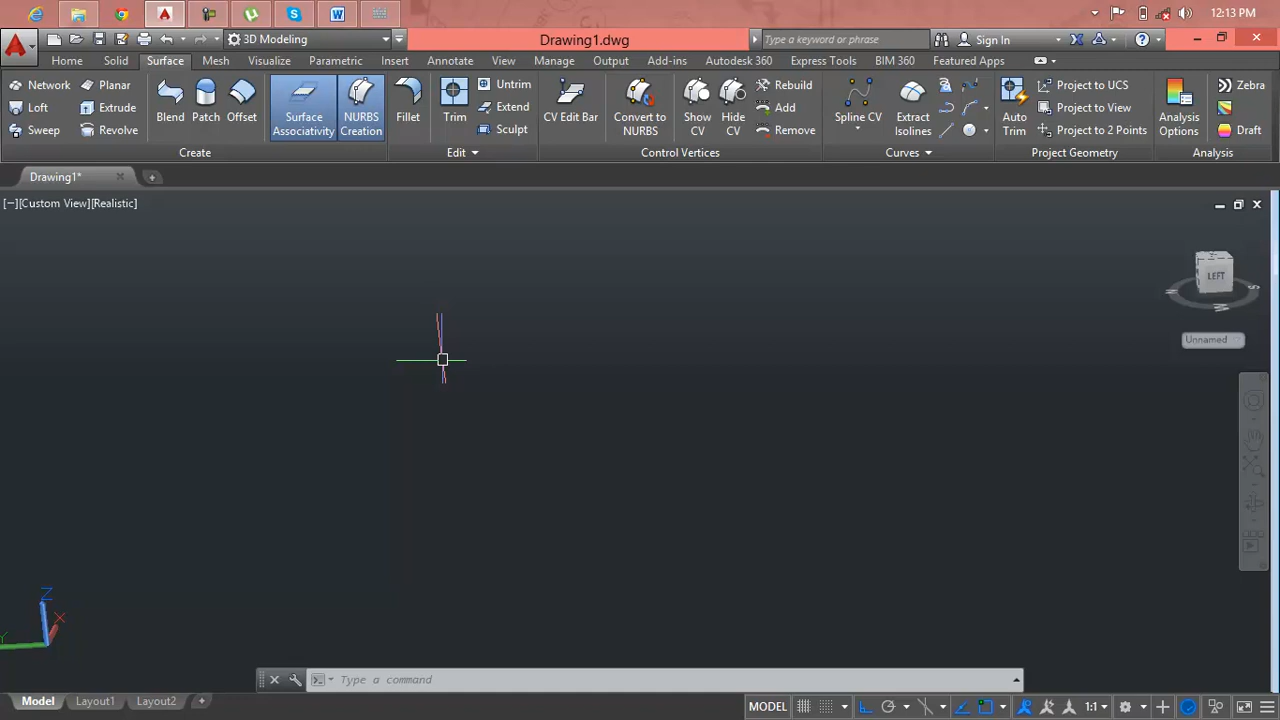 12:13 PM
3D Modeling
Drawing1.dwg
Type a keyword or phrase
Sign In
Home Solid Surface Mesh Visualize Parametric Insert Annotate View Manage Output Add-ins Autodesk 360 Express Tools BIM 360 Featured Apps
Network Planar
Loft Extrude
Sweep Revolve
Blend Patch Offset
Surface Associativity
NURBS Creation
Fillet
Trim
Untrim
Extend
Sculpt
CV Edit Bar
Convert to NURBS
Show CV
Hide CV
Rebuild
Add
Remove
Spline CV
Extract Isolines
Auto Trim
Project to UCS
Project to View
Project to 2 Points
Analysis Options
Zebra
Draft
Create Edit Control Vertices Curves Project Geometry Analysis
Drawing1*
[−][Custom View][Realistic]
LEFT
S
W
Unnamed
Z
X
Y
Type a command
Model Layout1 Layout2
MODEL
1:1